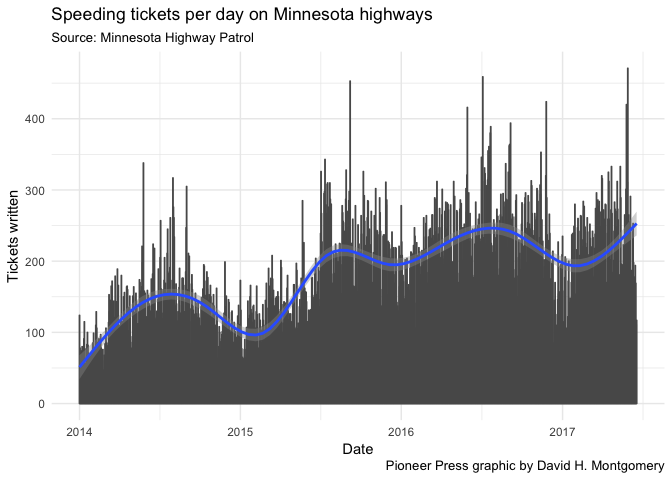 Speeding tickets per day on Minnesota highways
Source: Minnesota Highway Patrol
Tickets written
400
300
200
100
0
2014 2015 2016 2017
Date
Pioneer Press graphic by David H. Montgomery